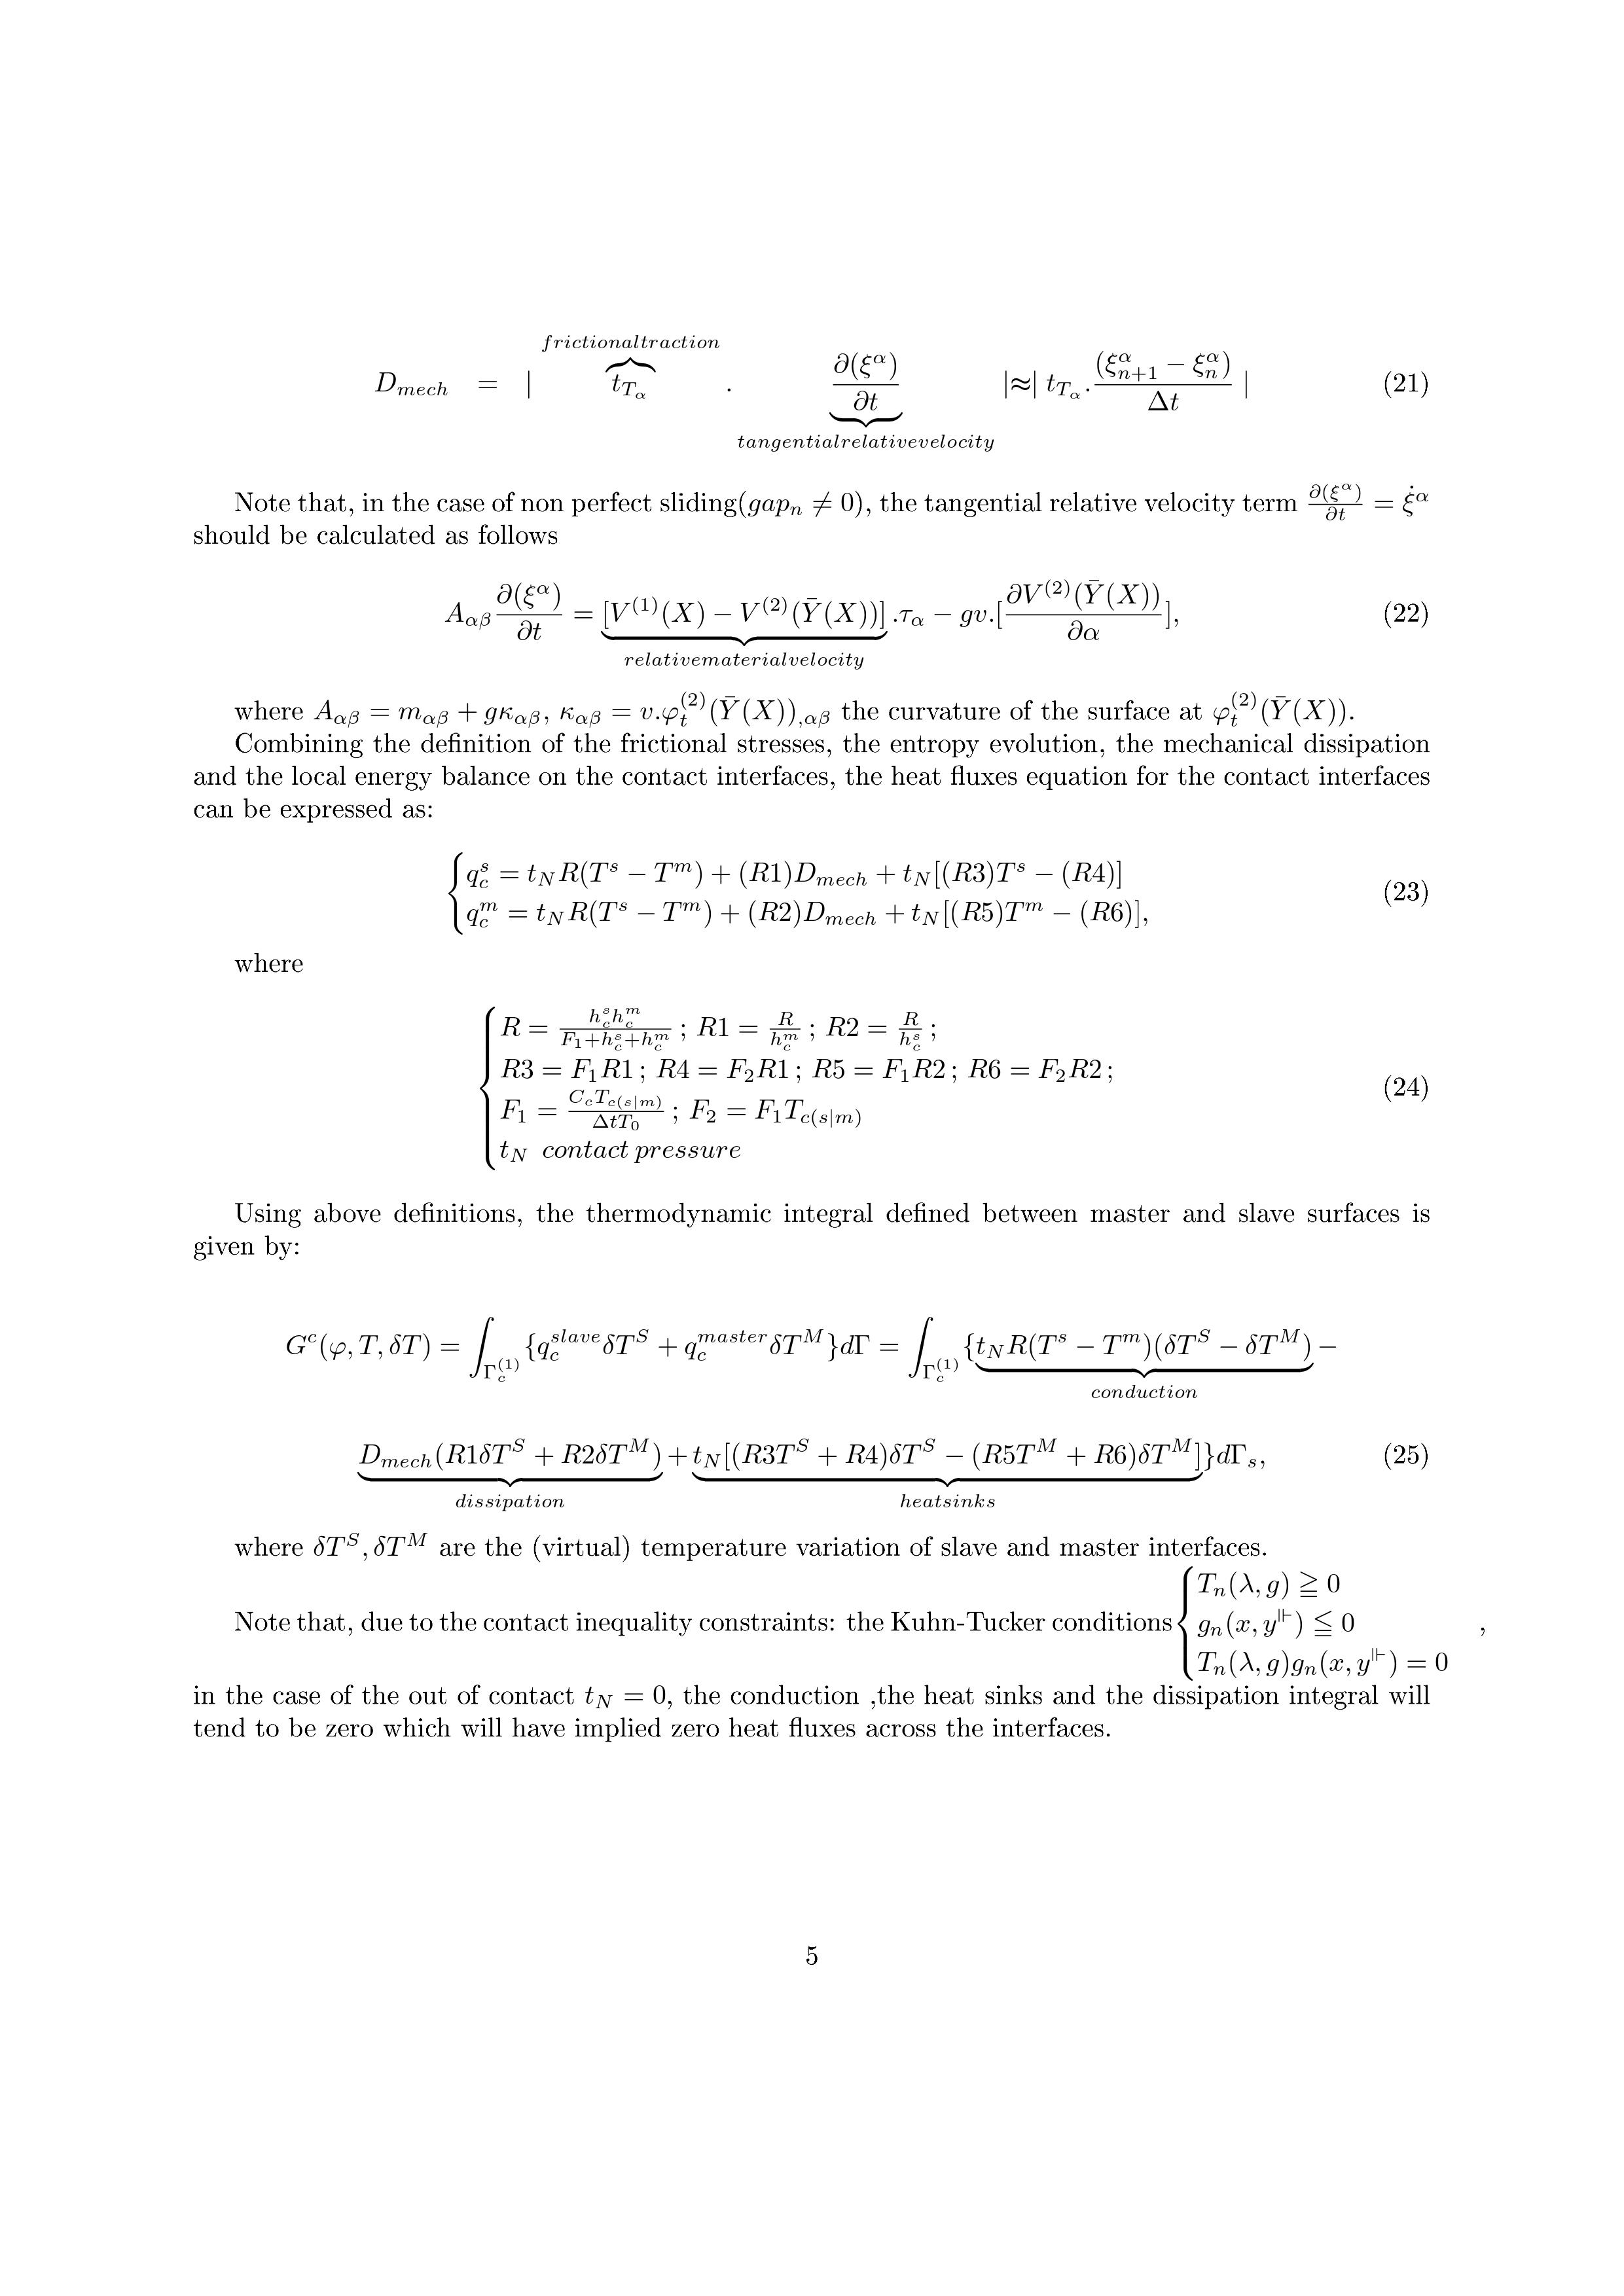 $$D_{mech} \quad = \quad | \overbrace{t_{T_\alpha}}^{frictionaltraction} . \underbrace{\frac{\partial(\xi^\alpha)}{\partial t}}_{tangentialrelativevelocity} |\approx| t_{T_\alpha}.\frac{(\xi^\alpha_{n+1} - \xi^\alpha_n)}{\Delta t} | \quad (21)$$
Note that, in the case of non perfect sliding($gap_n \neq 0$), the tangential relative velocity term $\frac{\partial(\xi^\alpha)}{\partial t} = \dot{\xi}^\alpha$
should be calculated as follows
$$A_{\alpha\beta}\frac{\partial(\xi^\alpha)}{\partial t} = \underbrace{[V^{(1)}(X) - V^{(2)}(\bar{Y}(X))]}_{relativematerialvelocity}.\tau_\alpha - gv.[\frac{\partial V^{(2)}(\bar{Y}(X))}{\partial \alpha}], \quad (22)$$
where $A_{\alpha\beta} = m_{\alpha\beta} + g\kappa_{\alpha\beta}$, $\kappa_{\alpha\beta} = v.\varphi_t^{(2)}(\bar{Y}(X))_{,\alpha\beta}$ the curvature of the surface at $\varphi_t^{(2)}(\bar{Y}(X))$.
Combining the definition of the frictional stresses, the entropy evolution, the mechanical dissipation
and the local energy balance on the contact interfaces, the heat fluxes equation for the contact interfaces
can be expressed as:
$$\begin{cases} q_c^s = t_N R(T^s - T^m) + (R1)D_{mech} + t_N[(R3)T^s - (R4)] \\ q_c^m = t_N R(T^s - T^m) + (R2)D_{mech} + t_N[(R5)T^m - (R6)], \end{cases} \quad (23)$$
where
$$\begin{cases} R = \frac{h_c^s h_c^m}{F_1 + h_c^s + h_c^m} ; R1 = \frac{R}{h_c^m} ; R2 = \frac{R}{h_c^s} ; \\ R3 = F_1 R1 ; R4 = F_2 R1 ; R5 = F_1 R2 ; R6 = F_2 R2 ; \\ F_1 = \frac{C_c T_{c(s|m)}}{\Delta t T_0} ; F_2 = F_1 T_{c(s|m)} \\ t_N \ contact \, pressure \end{cases} \quad (24)$$
Using above definitions, the thermodynamic integral defined between master and slave surfaces is
given by:
$$G^c(\varphi, T, \delta T) = \int_{\Gamma_c^{(1)}} \{q_c^{slave}\delta T^S + q_c^{master}\delta T^M\}d\Gamma = \int_{\Gamma_c^{(1)}} \{\underbrace{t_N R(T^s - T^m)(\delta T^S - \delta T^M)}_{conduction} -$$
$$\underbrace{D_{mech}(R1\delta T^S + R2\delta T^M)}_{dissipation} + \underbrace{t_N[(R3T^S + R4)\delta T^S - (R5T^M + R6)\delta T^M]}_{heatsinks}\}d\Gamma_s, \quad (25)$$
where $\delta T^S, \delta T^M$ are the (virtual) temperature variation of slave and master interfaces.
Note that, due to the contact inequality constraints: the Kuhn-Tucker conditions $\begin{cases} T_n(\lambda, g) \geqq 0 \\ g_n(x, y^{\Vdash}) \leqq 0 \\ T_n(\lambda, g)g_n(x, y^{\Vdash}) = 0 \end{cases}$ ,
in the case of the out of contact $t_N = 0$, the conduction ,the heat sinks and the dissipation integral will
tend to be zero which will have implied zero heat fluxes across the interfaces.
5